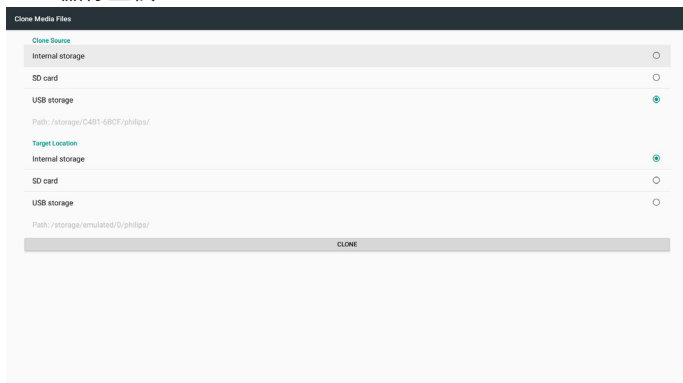 Clone Media Files
Clone Source
Internal storage
SD card
USB storage
Path: /storage/C4B1-6BCF/philips/
Target Location
Internal storage
SD card
USB storage
Path: /storage/emulated/0/philips/
CLONE